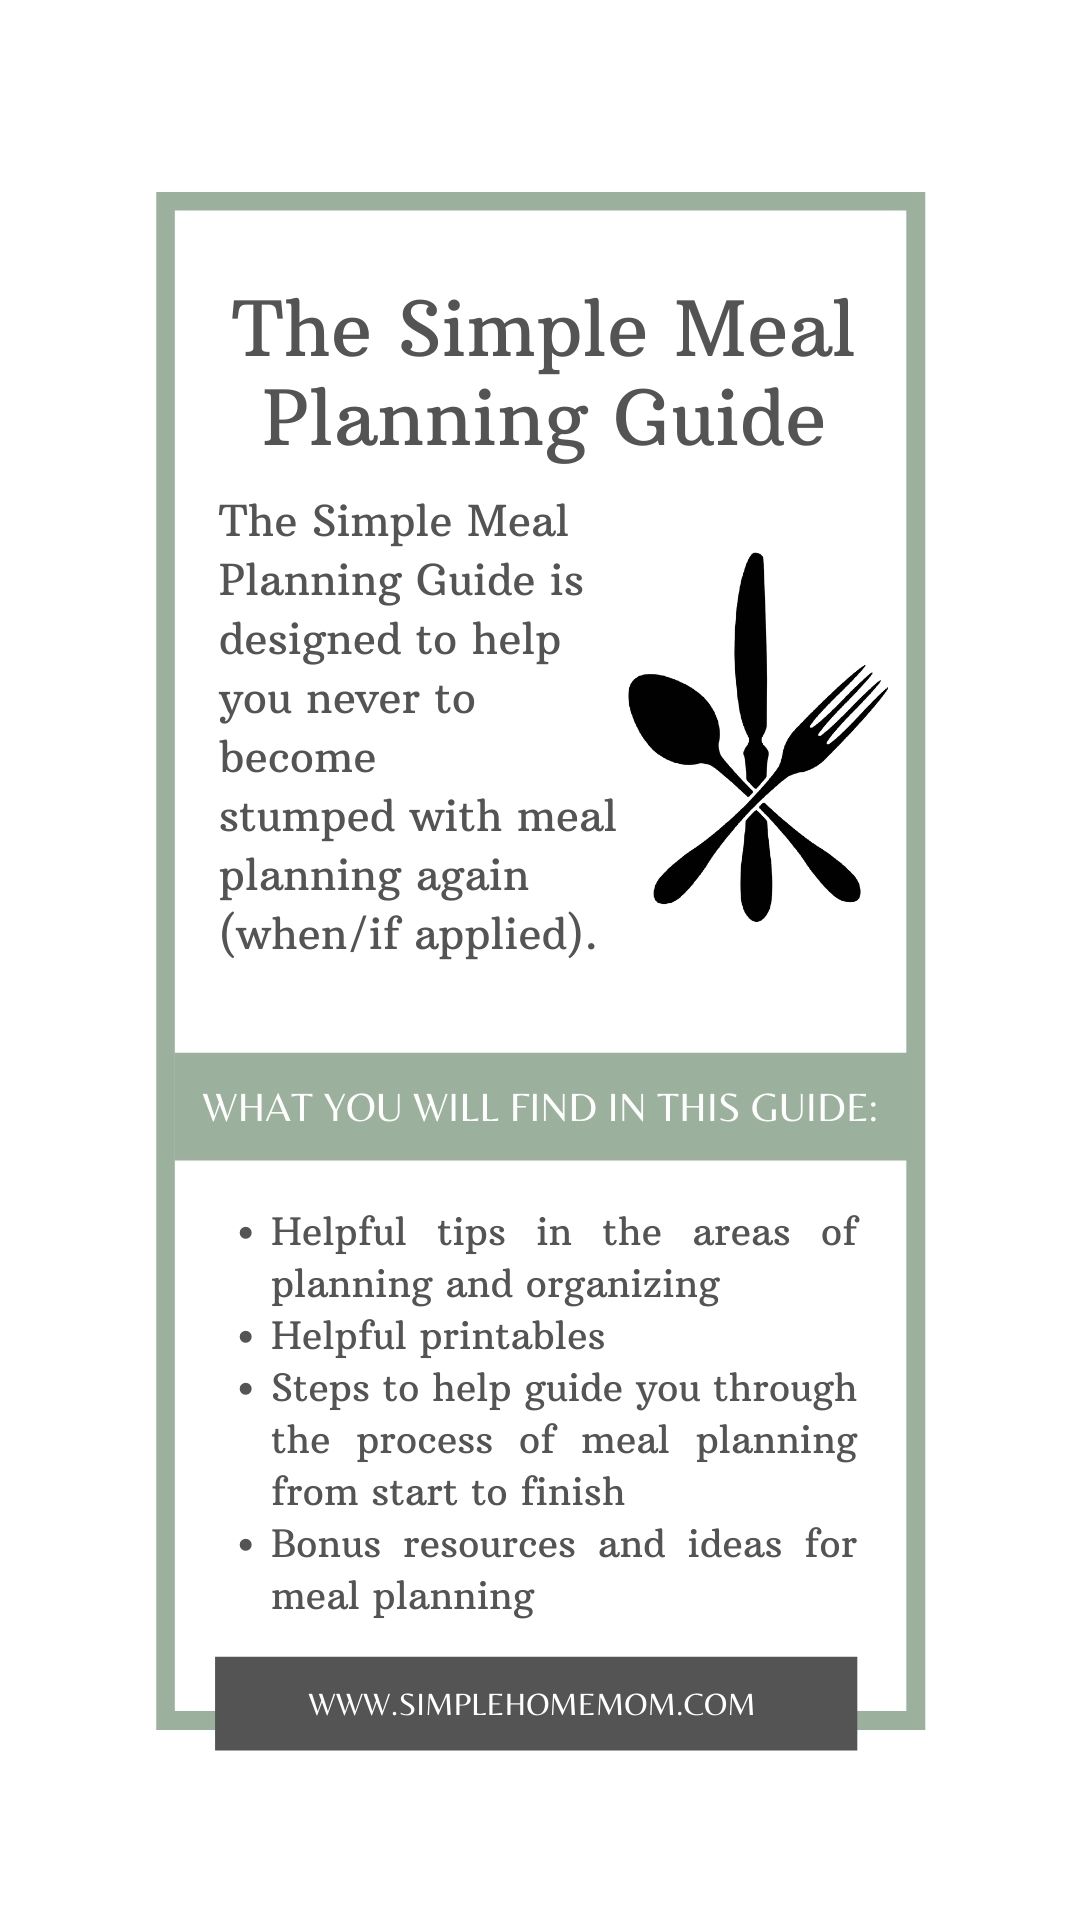 The Simple Meal
Planning Guide
The Simple Meal
Planning Guide is
designed to help
you never to
become
stumped with meal
planning again
(when/if applied).
WHAT YOU WILL FIND IN THIS GUIDE:
• Helpful tips in the areas of
planning and organizing
• Helpful printables
• Steps to help guide you through
the process of meal planning
from start to finish
• Bonus resources and ideas for
meal planning
WWW.SIMPLEHOMEMOM.COM